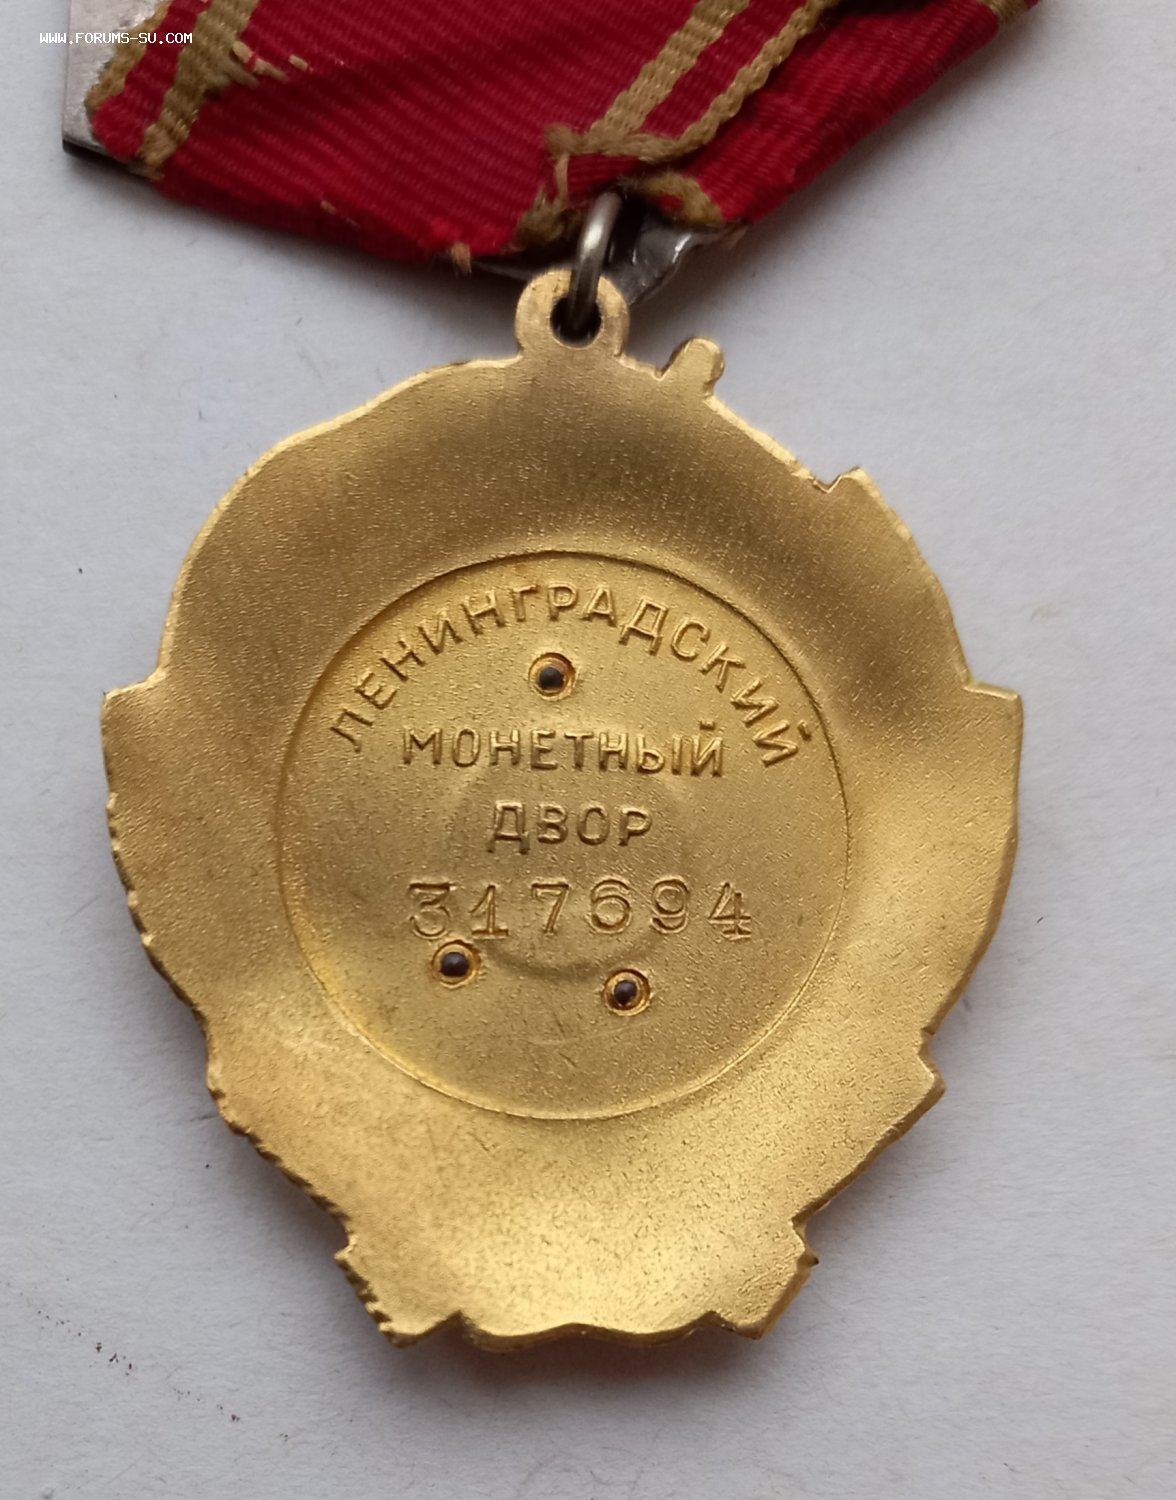 WWW.FORUMS-SU.COM
ЛЕНИНГРАДСКИЙ
МОНЕТНЫЙ
ДВОР
317694